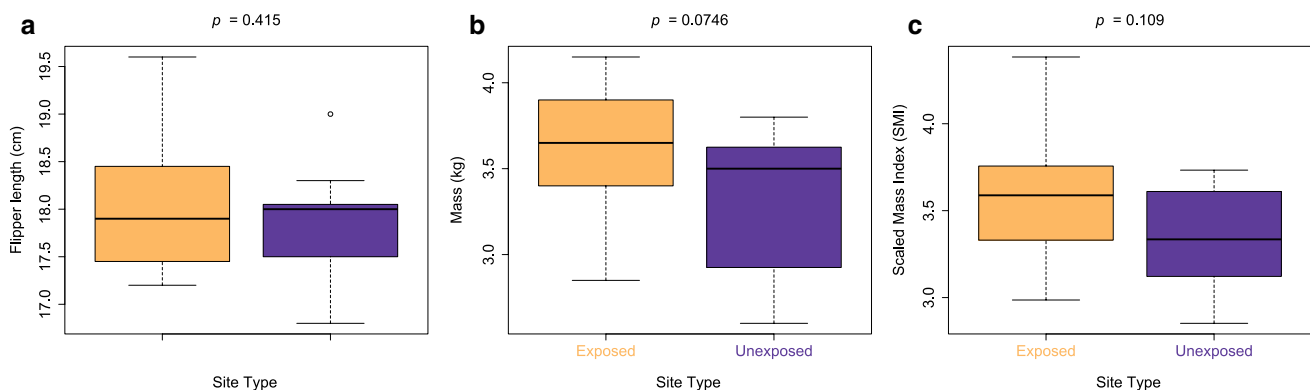 a
p = 0.415
Flipper length (cm)
19.5
19.0
18.5
18.0
17.5
17.0
Site Type
b
p = 0.0746
Mass (kg)
4.0
3.5
3.0
Exposed
Unexposed
Site Type
c
p = 0.109
Scaled Mass Index (SMI)
4.0
3.5
3.0
Exposed
Unexposed
Site Type